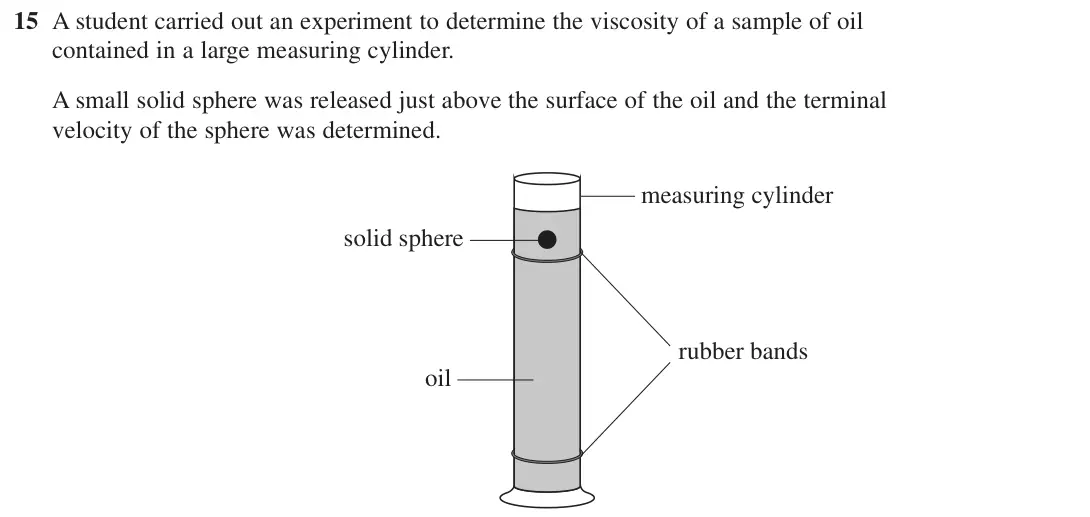 15 A student carried out an experiment to determine the viscosity of a sample of oil
contained in a large measuring cylinder.
A small solid sphere was released just above the surface of the oil and the terminal
velocity of the sphere was determined.
measuring cylinder
solid sphere
rubber bands
oil